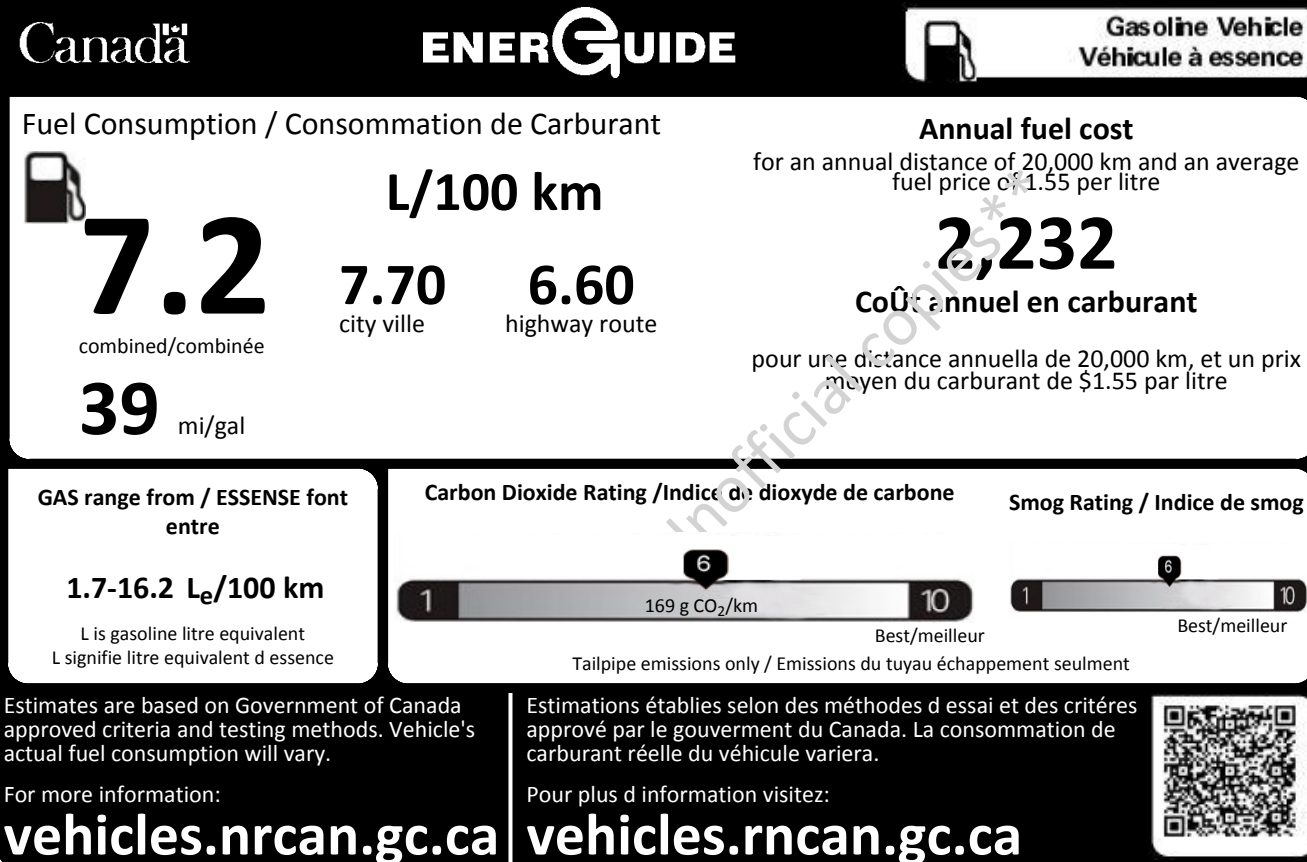 Canada
ENERGUIDE
Gasoline Vehicle
Véhicule à essence
Fuel Consumption / Consommation de Carburant
L/100 km
7.2
combined/combinée
7.70
city ville
6.60
highway route
39 mi/gal
Annual fuel cost
for an annual distance of 20,000 km and an average
fuel price of 1.55 per litre
2,232
CoÛt annuel en carburant
pour une distance annuella de 20,000 km, et un prix
moyen du carburant de $1.55 par litre
GAS range from / ESSENSE font
entre
1.7-16.2 Le/100 km
L is gasoline litre equivalent
L signifie litre equivalent d essence
Carbon Dioxide Rating /Indice de dioxyde de carbone
6
1
169 g CO2/km
10
Best/meilleur
Smog Rating / Indice de smog
6
1
10
Best/meilleur
Tailpipe emissions only / Emissions du tuyau échappement seulment
Estimates are based on Government of Canada
approved criteria and testing methods. Vehicle's
actual fuel consumption will vary.
For more information:
vehicles.nrcan.gc.ca
Estimations établies selon des méthodes d essai et des critéres
apprové par le gouverment du Canada. La consommation de
carburant réelle du véhicule variera.
Pour plus d information visitez:
vehicles.rncan.gc.ca
copies**